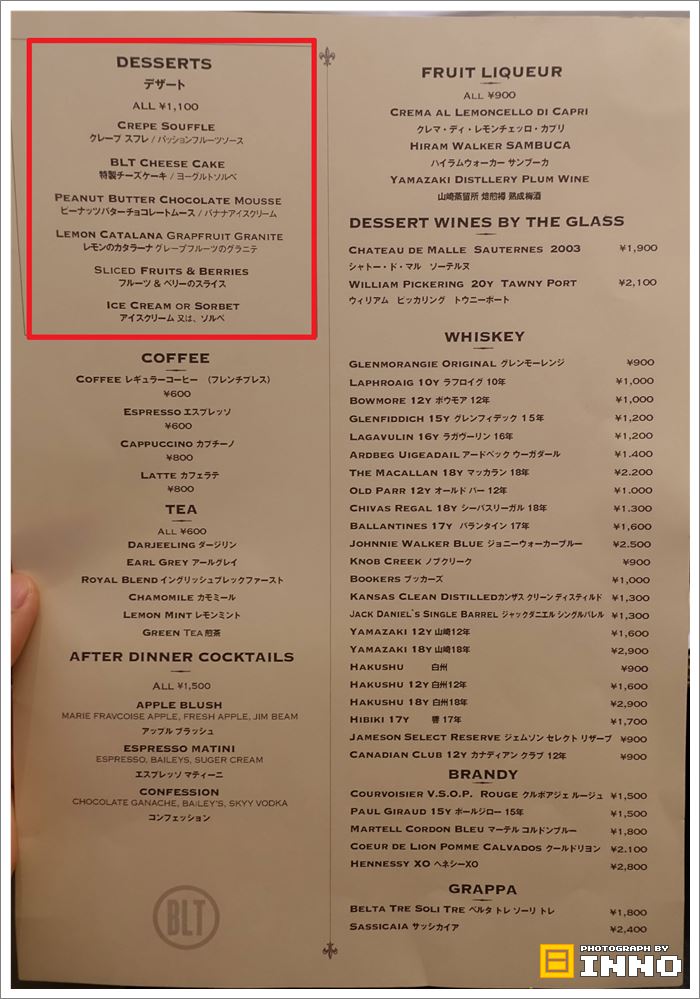 DESSERTS
デザート
ALL ¥1,100
CREPE SOUFFLE
クレープ スフレ / パッションフルーツソース
BLT CHEESE CAKE
特製チーズケーキ / ヨーグルトソルベ
PEANUT BUTTER CHOCOLATE MOUSSE
ピーナッツバターチョコレートムース / バナナアイスクリーム
LEMON CATALANA GRAPFRUIT GRANITE
レモンのカタラーナ グレープフルーツのグラニテ
SLICED FRUITS & BERRIES
フルーツ & ベリーのスライス
ICE CREAM OR SORBET
アイスクリーム 又は、ソルベ
COFFEE
COFFEE レギュラーコーヒー （フレンチプレス）
¥600
ESPRESSO エスプレッソ
¥600
CAPPUCCINO カプチーノ
¥800
LATTE カフェラテ
¥800
TEA
ALL ¥600
DARJEELING ダージリン
EARL GREY アールグレイ
ROYAL BLEND イングリッシュブレックファースト
CHAMOMILE カモミール
LEMON MINT レモンミント
GREEN TEA 煎茶
AFTER DINNER COCKTAILS
ALL ¥1,500
APPLE BLUSH
MARIE FRAVCOISE APPLE, FRESH APPLE, JIM BEAM
アップル ブラッシュ
ESPRESSO MATINI
ESPRESSO, BAILEYS, SUGER CREAM
エスプレッソ マティーニ
CONFESSION
CHOCOLATE GANACHE, BAILEY'S, SKYY VODKA
コンフェッション
BLT
FRUIT LIQUEUR
ALL ¥900
CREMA AL LEMONCELLO DI CAPRI
クレマ・ディ・レモンチェッロ・カプリ
HIRAM WALKER SAMBUCA
ハイラムウォーカー サンブーカ
YAMAZAKI DISTLLERY PLUM WINE
山崎蒸留所 焙煎樽 熟成梅酒
DESSERT WINES BY THE GLASS
CHATEAU DE MALLE SAUTERNES 2003 ¥1,900
シャトー・ド・マル ソーテルヌ
WILLIAM PICKERING 20Y TAWNY PORT ¥2,100
ウィリアム ピッカリング トウニーポート
WHISKEY
GLENMORANGIE ORIGINAL グレンモーレンジ ¥900
LAPHROAIG 10Y ラフロイグ 10年 ¥1,000
BOWMORE 12Y ボウモア 12年 ¥1,000
GLENFIDDICH 15Y グレンフィデック 15年 ¥1,200
LAGAVULIN 16Y ラガヴーリン 16年 ¥1,200
ARDBEG UIGEADAIL アードベック ウーガダール ¥1.400
THE MACALLAN 18Y マッカラン 18年 ¥2.200
OLD PARR 12Y オールド パー 12年 ¥1.000
CHIVAS REGAL 18Y シーバスリーガル 18年 ¥1.300
BALLANTINES 17Y バランタイン 17年 ¥1,600
JOHNNIE WALKER BLUE ジョニーウォーカーブルー ¥2.500
KNOB CREEK ノブクリーク ¥900
BOOKERS ブッカーズ ¥1,000
KANSAS CLEAN DISTILLED カンザス クリーン ディスティルド ¥1,300
JACK DANIEL'S SINGLE BARREL ジャックダニエル シングルバレル ¥1,300
YAMAZAKI 12Y 山崎12年 ¥1,600
YAMAZAKI 18Y 山崎18年 ¥2,900
HAKUSHU 白州 ¥900
HAKUSHU 12Y 白州12年 ¥1,600
HAKUSHU 18Y 白州18年 ¥2,900
HIBIKI 17Y 響 17年 ¥1,700
JAMESON SELECT RESERVE ジェムソン セレクト リザーブ ¥900
CANADIAN CLUB 12Y カナディアン クラブ 12年 ¥900
BRANDY
COURVOISIER V.S.O.P. ROUGE クルボアジェ ルージュ ¥1,500
PAUL GIRAUD 15Y ポールジロー 15年 ¥1,500
MARTELL CORDON BLEU マーテル コルドンブルー ¥1,800
COEUR DE LION POMME CALVADOS クールドリヨン ¥2.100
HENNESSY XO ヘネシーXO ¥2,800
GRAPPA
BELTA TRE SOLI TRE ベルタ トレ ソーリ トレ ¥1,800
SASSICAIA サッシカイア ¥2,400
PHOTOGRAPH BY
INNO